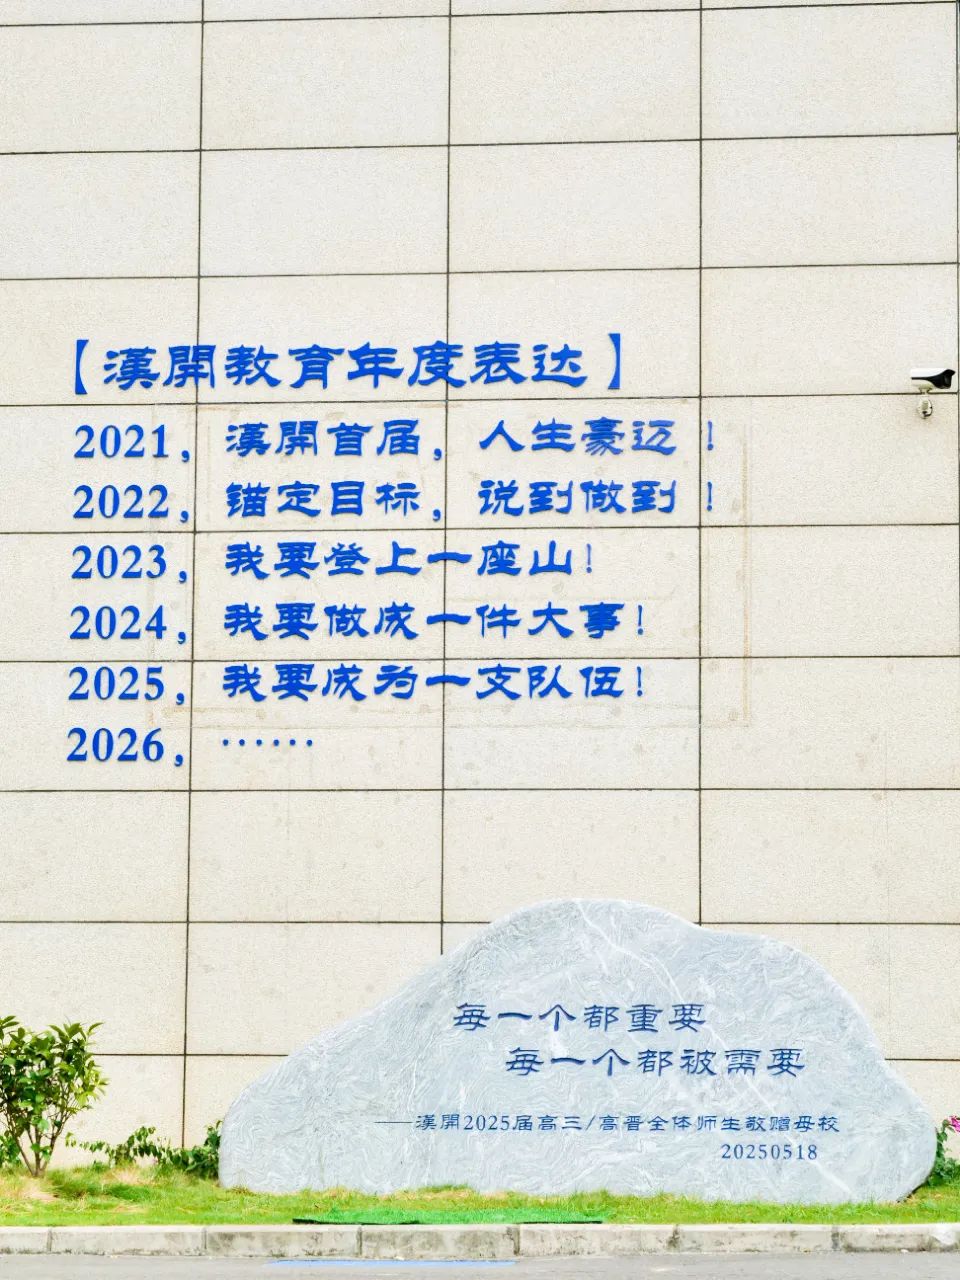 【漢開教育年度表达】
2021，漢開首届，人生豪迈！
2022，锚定目标，说到做到！
2023，我要登上一座山！
2024，我要做成一件大事！
2025，我要成为一支队伍！
2026，……
每一个都重要
每一个都被需要
——漢開2025届高三/高晋全体师生敬赠母校
20250518